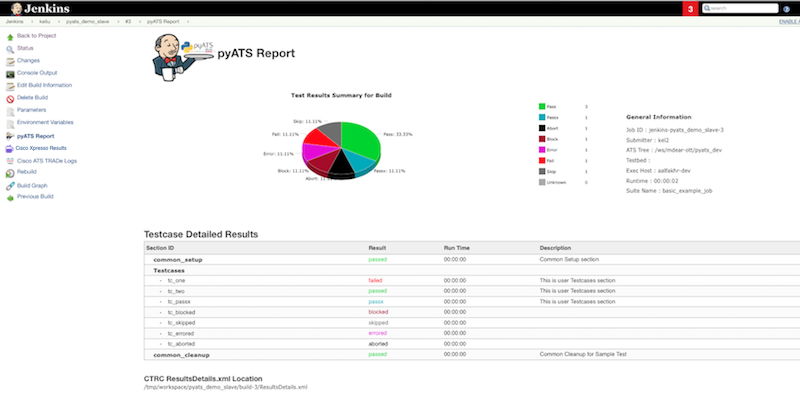 Jenkins
3
search
Jenkins
kelu
pyats_demo_slave
#3
pyATS Report
ENABLE
Back to Project
Status
Changes
Console Output
Edit Build Information
Delete Build
Parameters
Environment Variables
pyATS Report
Cisco Xpresso Results
Cisco ATS TRADe Logs
Rebuild
Build Graph
Previous Build
pyATS
pyATS Report
Test Results Summary for Build
Skip: 11.11%
Fail: 11.11%
Error: 11.11%
Block: 11.11%
Abort: 11.11%
Passx: 11.11%
Pass: 33.33%
Pass 3
Passx 1
Abort 1
Block 1
Error 1
Fail 1
Skip 1
Unknown 0
General Information
Job ID : jenkins-pyats_demo_slave-3
Submitter : kel2
ATS Tree : /ws/mdear-ott/pyats_dev
Testbed :
Exec Host : aalfakhr-dev
Runtime : 00:00:02
Suite Name : basic_example_job
Testcase Detailed Results
Section ID Result Run Time Description
common_setup passed 00:00:00 Common Setup section
Testcases
- tc_one failed 00:00:00 This is user Testcases section
- tc_two passed 00:00:00 This is user Testcases section
- tc_passx passx 00:00:00 This is user Testcases section
- tc_blocked blocked 00:00:00
- tc_skipped skipped 00:00:00
- tc_errored errored 00:00:00
- tc_aborted aborted 00:00:00
common_cleanup passed 00:00:00 Common Cleanup for Sample Test
CTRC ResultsDetails.xml Location
/tmp/workspace/pyats_demo_slave/build-3/ResultsDetails.xml